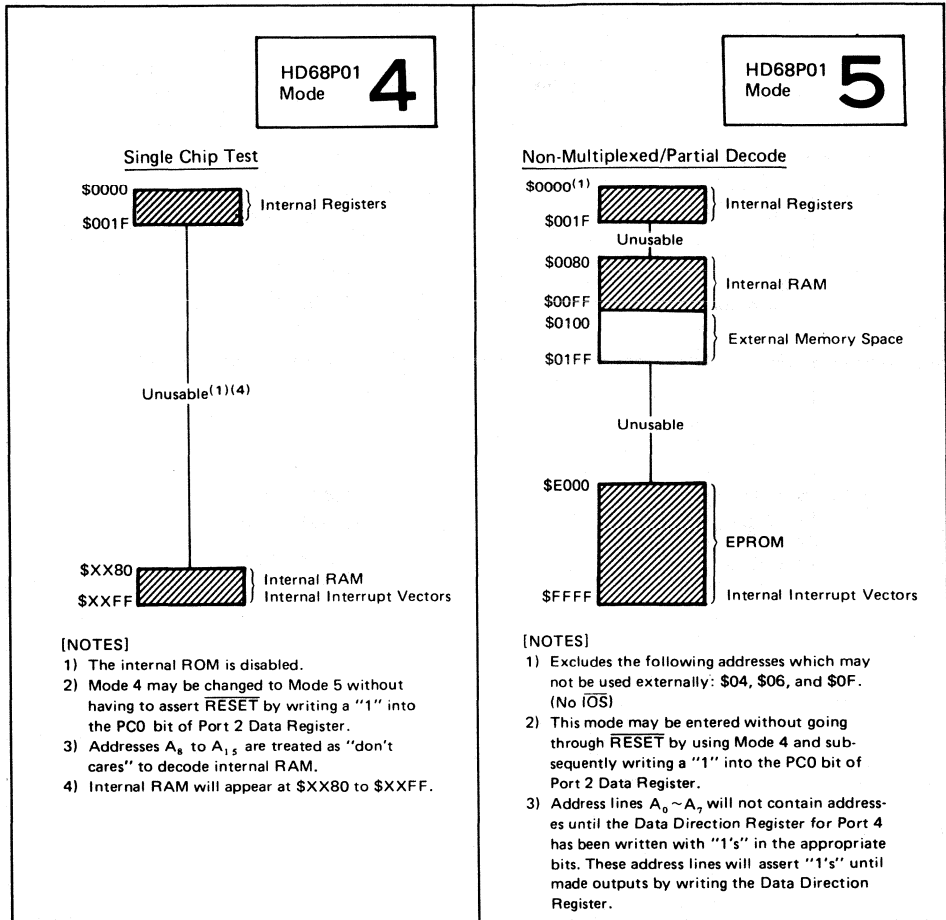 HD68P01
Mode 4
Single Chip Test
$0000
Internal Registers
$001F
Unusable(1)(4)
$XX80
Internal RAM
$XXFF
Internal Interrupt Vectors
[NOTES]
1) The internal ROM is disabled.
2) Mode 4 may be changed to Mode 5 without
having to assert RESET by writing a "1" into
the PC0 bit of Port 2 Data Register.
3) Addresses A₈ to A₁₅ are treated as "don't
cares" to decode internal RAM.
4) Internal RAM will appear at $XX80 to $XXFF.
HD68P01
Mode 5
Non-Multiplexed/Partial Decode
$0000(1)
Internal Registers
$001F
Unusable
$0080
Internal RAM
$00FF
$0100
External Memory Space
$01FF
Unusable
$E000
EPROM
$FFFF
Internal Interrupt Vectors
[NOTES]
1) Excludes the following addresses which may
not be used externally: $04, $06, and $0F.
(No IOS)
2) This mode may be entered without going
through RESET by using Mode 4 and sub-
sequently writing a "1" into the PC0 bit of
Port 2 Data Register.
3) Address lines A₀~A₇ will not contain address-
es until the Data Direction Register for Port 4
has been written with "1's" in the appropriate
bits. These address lines will assert "1's" until
made outputs by writing the Data Direction
Register.